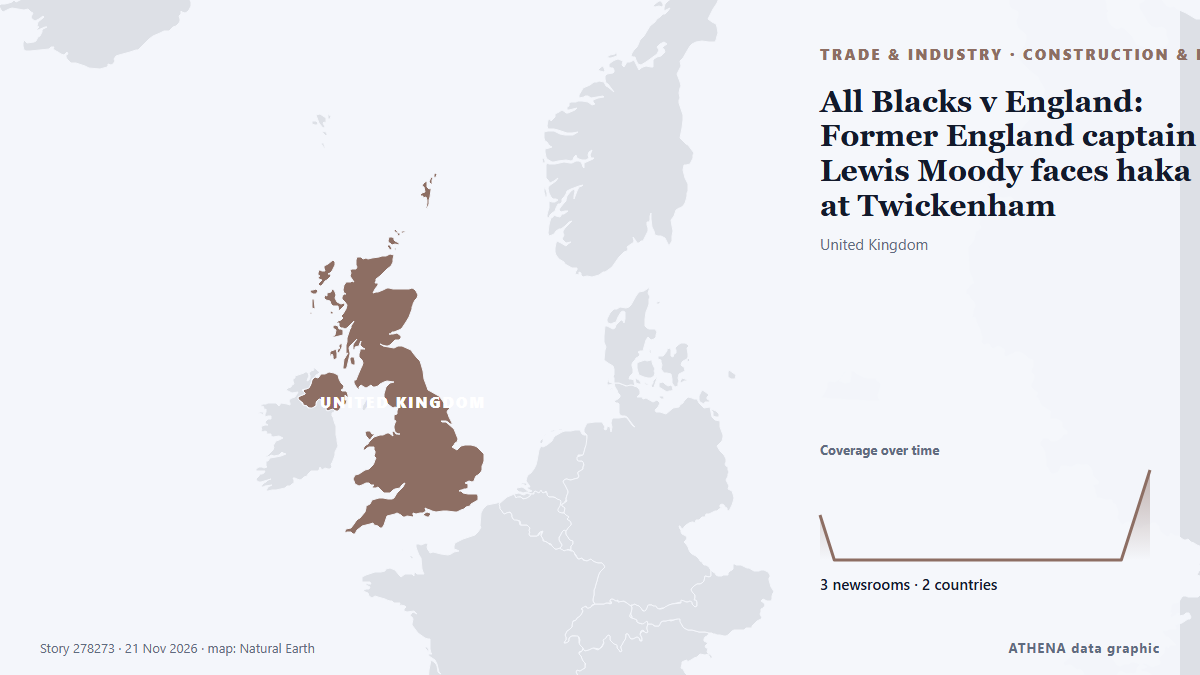 TRADE & INDUSTRY · CONSTRUCTION &
All Blacks v England:
Former England captain
Lewis Moody faces haka
at Twickenham
United Kingdom
UNITED KINGDOM
Coverage over time
3 newsrooms · 2 countries
Story 278273 · 21 Nov 2026 · map: Natural Earth
ATHENA data graphic